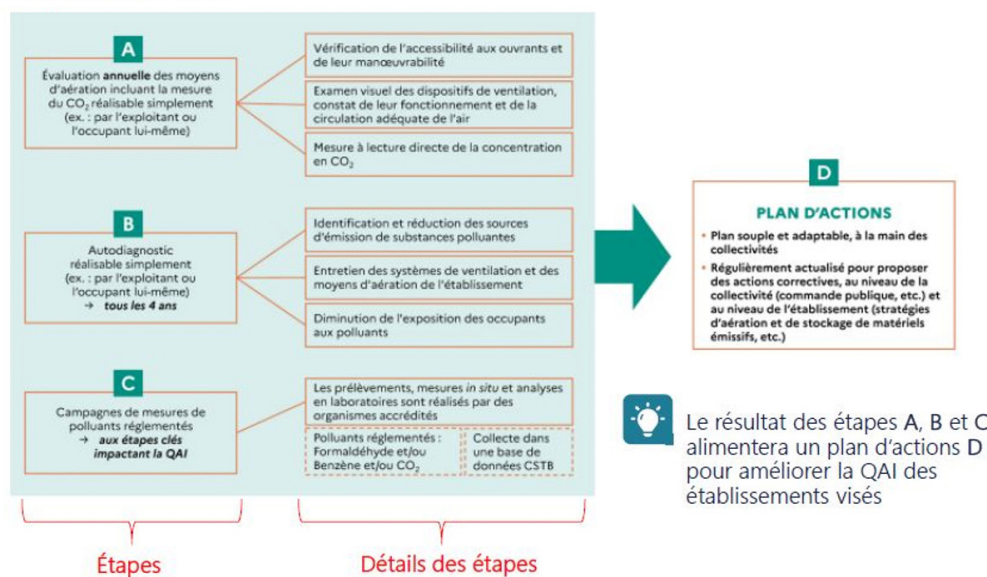 A
Évaluation annuelle des moyens
d'aération incluant la mesure
du CO₂ réalisable simplement
(ex. : par l'exploitant ou
l'occupant lui-même)
Vérification de l'accessibilité aux ouvrants et
de leur manœuvrabilité
Examen visuel des dispositifs de ventilation,
constat de leur fonctionnement et de la
circulation adéquate de l'air
Mesure à lecture directe de la concentration
en CO₂
B
Autodiagnostic
réalisable simplement
(ex. : par l'exploitant ou
l'occupant lui-même)
→ tous les 4 ans
Identification et réduction des sources
d'émission de substances polluantes
Entretien des systèmes de ventilation et des
moyens d'aération de l'établissement
Diminution de l'exposition des occupants
aux polluants
C
Campagnes de mesures de
polluants réglementés
→ aux étapes clés
impactant la QAI
Les prélèvements, mesures in situ et analyses
en laboratoires sont réalisés par des
organismes accrédités
Polluants réglementés :
Formaldéhyde et/ou
Benzène et/ou CO₂
Collecte dans
une base de
données CSTB
D
PLAN D'ACTIONS
• Plan souple et adaptable, à la main des
collectivités
• Régulièrement actualisé pour proposer
des actions correctives, au niveau de la
collectivité (commande publique, etc.) et
au niveau de l'établissement (stratégies
d'aération et de stockage de matériels
émissifs, etc.)
Le résultat des étapes A, B et C
alimentera un plan d'actions D
pour améliorer la QAI des
établissements visés
Étapes
Détails des étapes